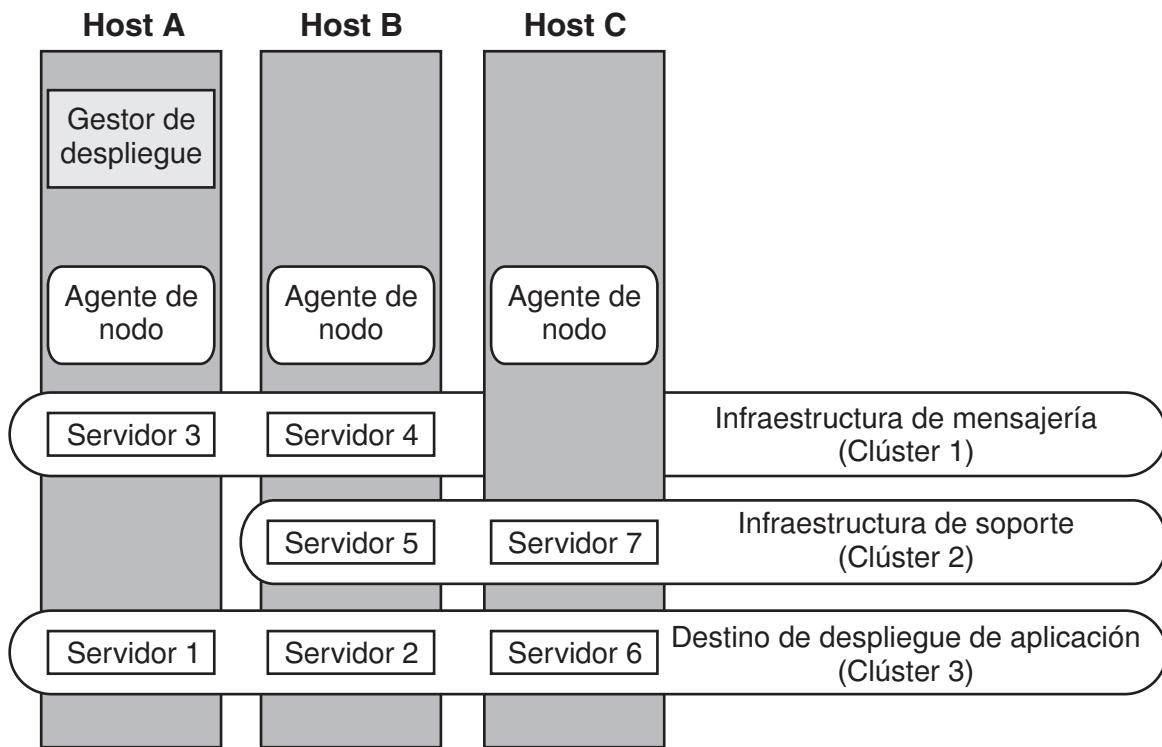 Host A
Host B
Host C
Gestor de
despliegue
Agente de
nodo
Agente de
nodo
Agente de
nodo
Servidor 3
Servidor 4
Infraestructura de mensajería
(Clúster 1)
Servidor 5
Servidor 7
Infraestructura de soporte
(Clúster 2)
Servidor 1
Servidor 2
Servidor 6
Destino de despliegue de aplicación
(Clúster 3)